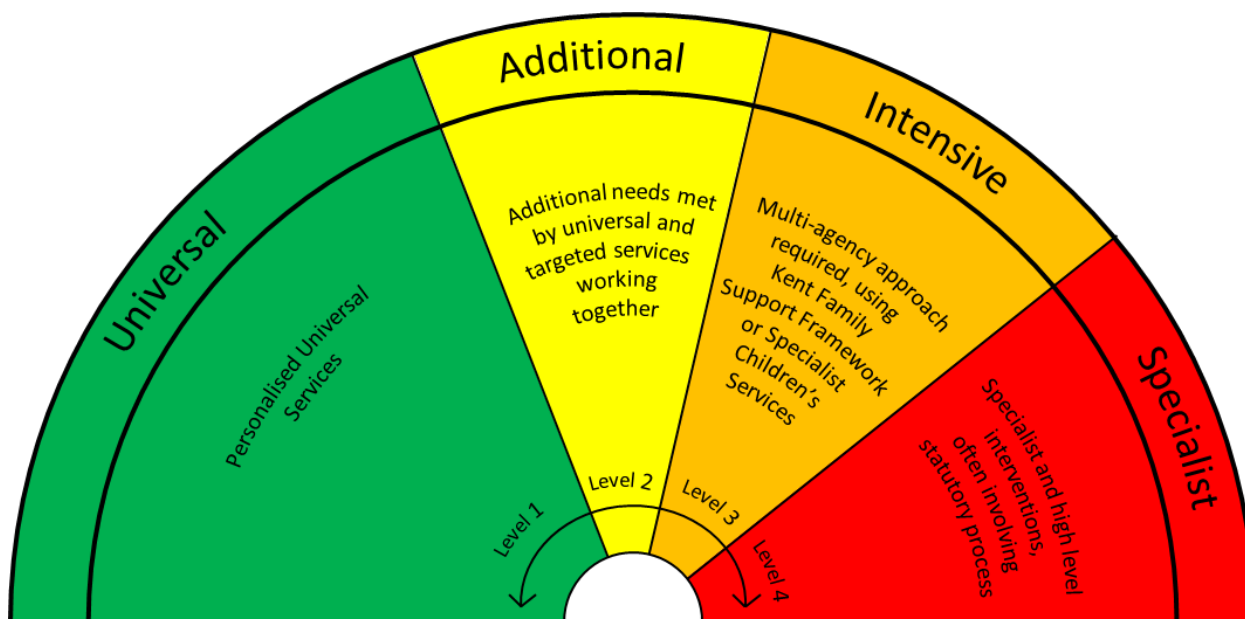 Universal
Personalised Universal
Services
Level 1
Additional
Additional needs met
by universal and
targeted services
working
together
Level 2
Intensive
Multi-agency approach
required, using
Kent Family
Support Framework
or Specialist
Children's
Services
Level 3
Specialist
Specialist and high level
interventions,
often involving
statutory process
Level 4